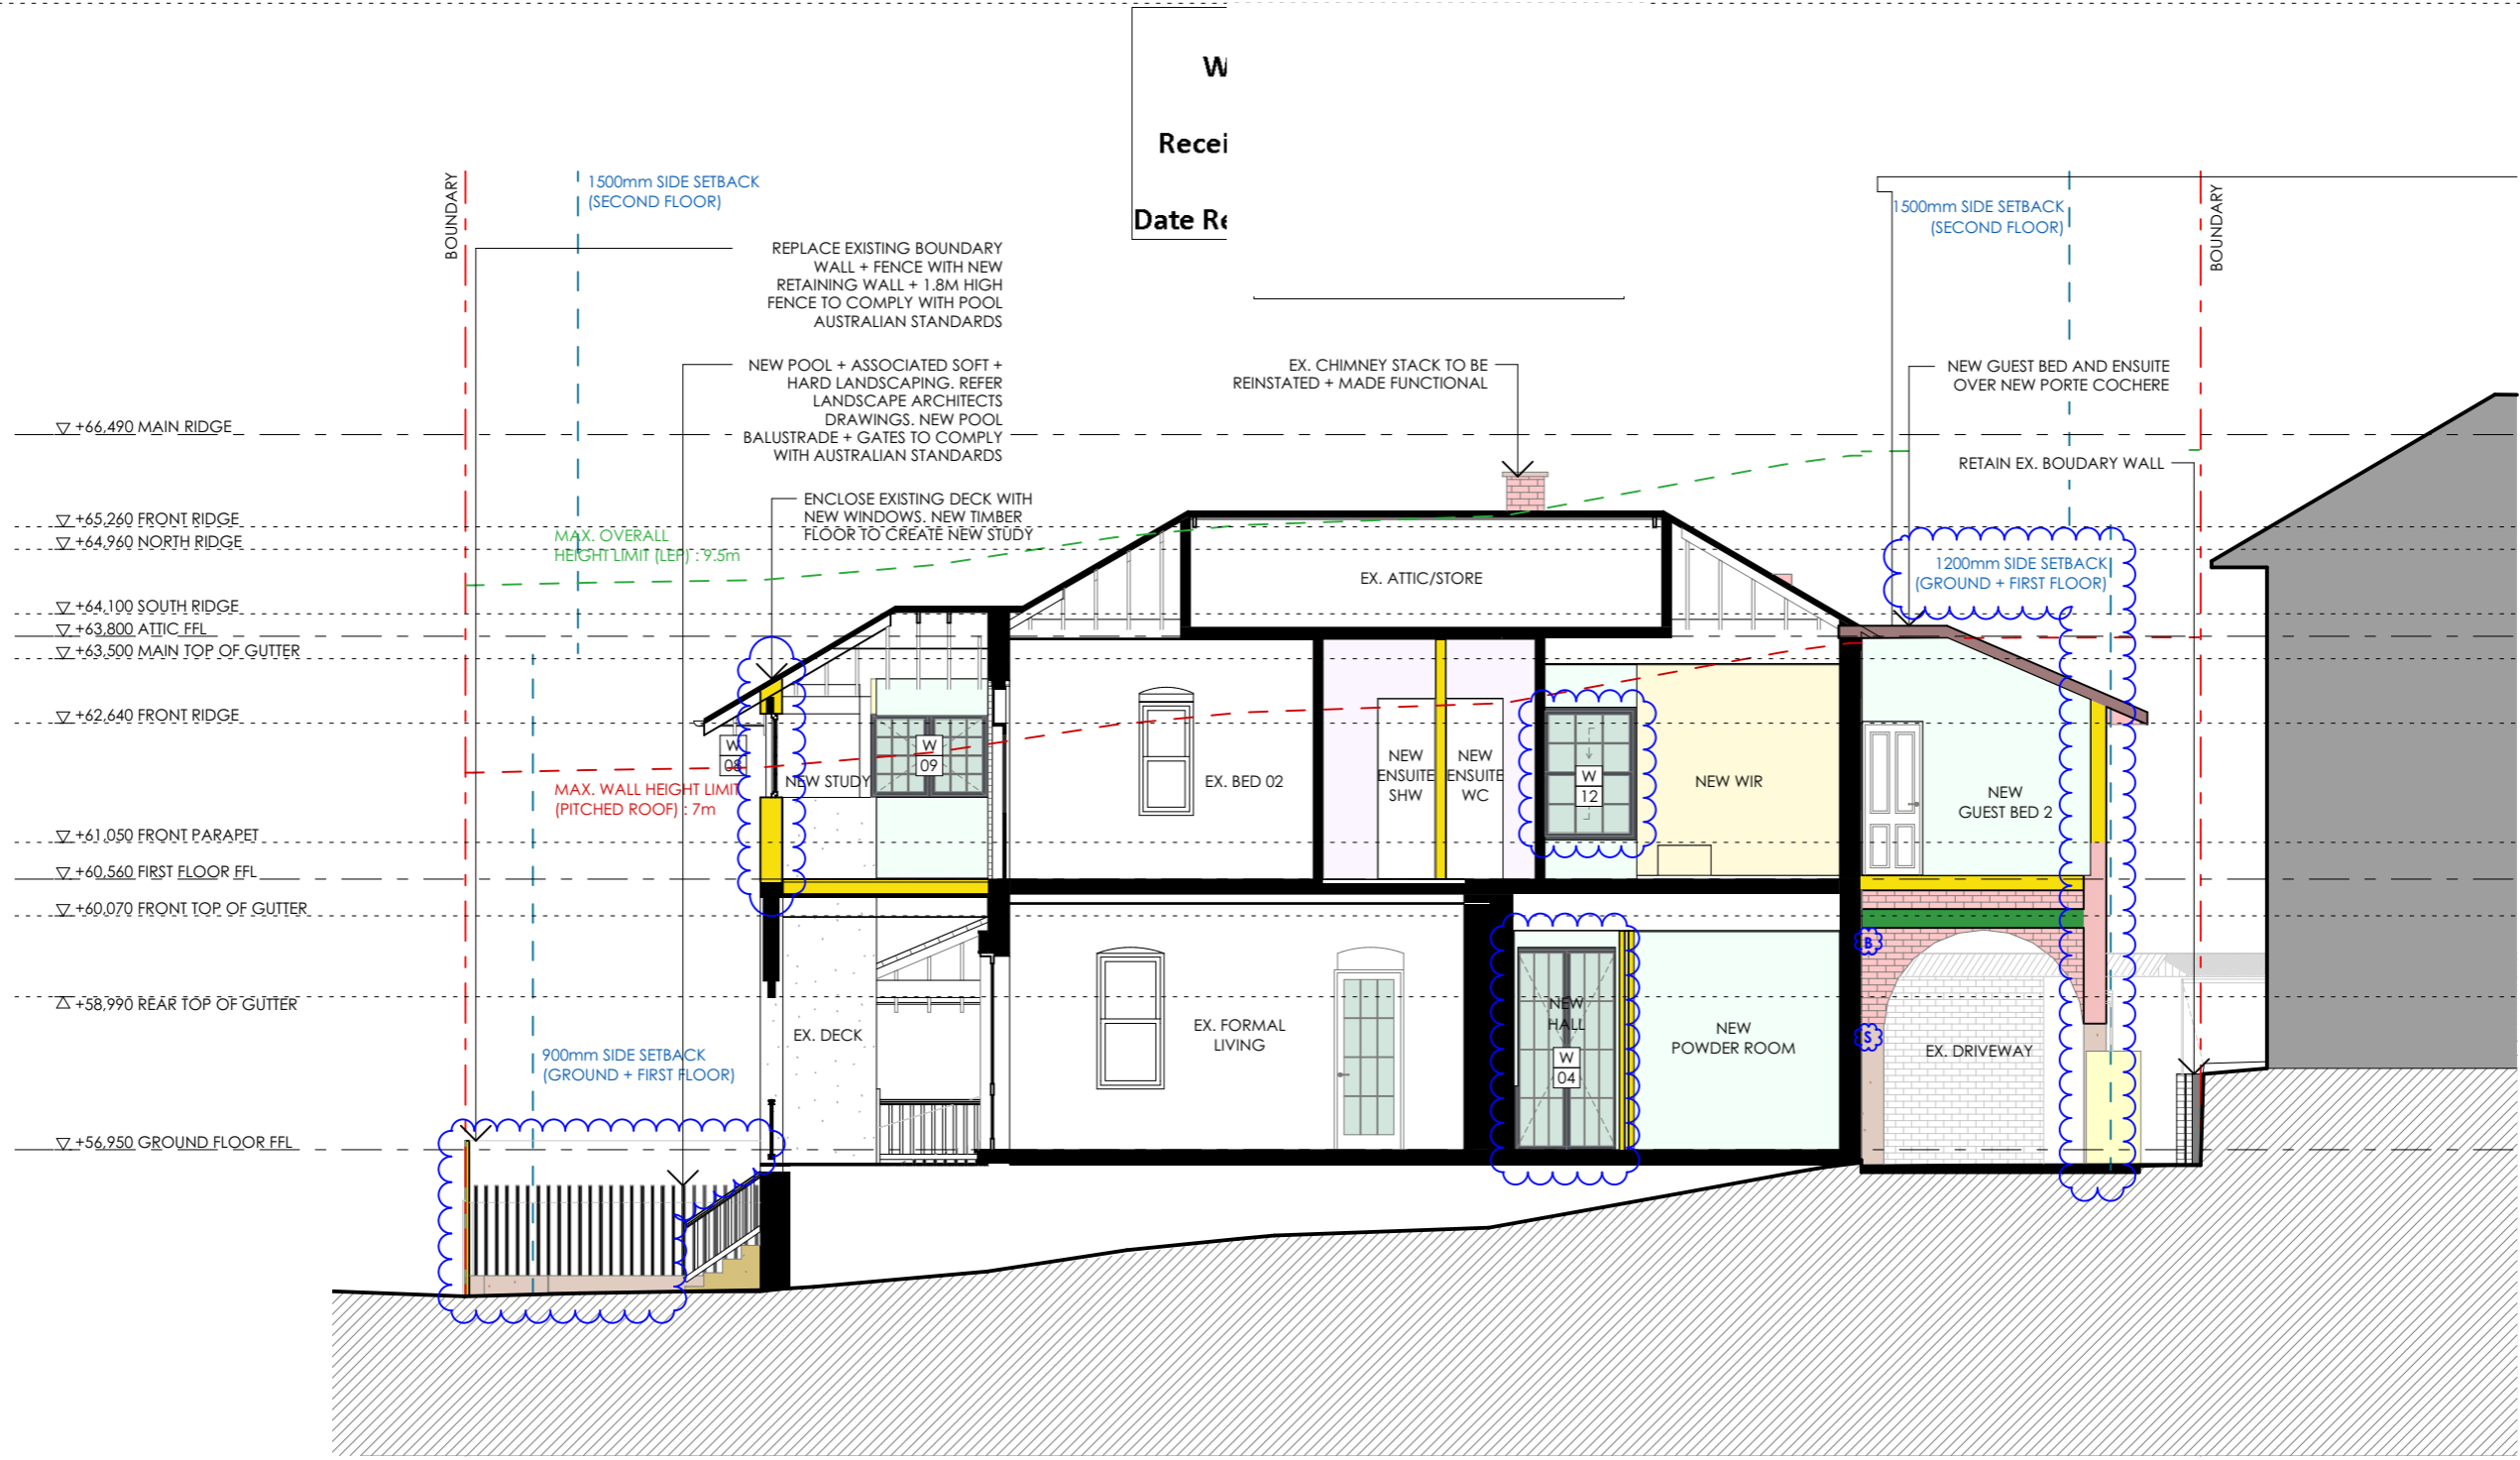 W
Recei
Date Re
BOUNDARY
1500mm SIDE SETBACK
(SECOND FLOOR)
REPLACE EXISTING BOUNDARY
WALL + FENCE WITH NEW
RETAINING WALL + 1.8M HIGH
FENCE TO COMPLY WITH POOL
AUSTRALIAN STANDARDS
NEW POOL + ASSOCIATED SOFT +
HARD LANDSCAPING. REFER
LANDSCAPE ARCHITECTS
DRAWINGS. NEW POOL
BALUSTRADE + GATES TO COMPLY
WITH AUSTRALIAN STANDARDS
ENCLOSE EXISTING DECK WITH
NEW WINDOWS. NEW TIMBER
FLOOR TO CREATE NEW STUDY
EX. CHIMNEY STACK TO BE
REINSTATED + MADE FUNCTIONAL
1500mm SIDE SETBACK
(SECOND FLOOR)
BOUNDARY
NEW GUEST BED AND ENSUITE
OVER NEW PORTE COCHERE
RETAIN EX. BOUDARY WALL
1200mm SIDE SETBACK
(GROUND + FIRST FLOOR)
+66,490 MAIN RIDGE
+65,260 FRONT RIDGE
+64,960 NORTH RIDGE
+64,100 SOUTH RIDGE
+63,800 ATTIC FFL
+63,500 MAIN TOP OF GUTTER
+62,640 FRONT RIDGE
+61,050 FRONT PARAPET
+60,560 FIRST FLOOR FFL
+60,070 FRONT TOP OF GUTTER
+58,990 REAR TOP OF GUTTER
+56,950 GROUND FLOOR FFL
MAX. OVERALL
HEIGHT LIMIT (LEP) : 9.5m
MAX. WALL HEIGHT LIMIT
(PITCHED ROOF) : 7m
900mm SIDE SETBACK
(GROUND + FIRST FLOOR)
EX. ATTIC/STORE
W
08
NEW STUDY
W
09
EX. BED 02
NEW
ENSUITE
SHW
NEW
ENSUITE
WC
W
12
NEW WIR
NEW
GUEST BED 2
EX. DECK
EX. FORMAL
LIVING
NEW
HALL
W
04
NEW
POWDER ROOM
B
S
EX. DRIVEWAY